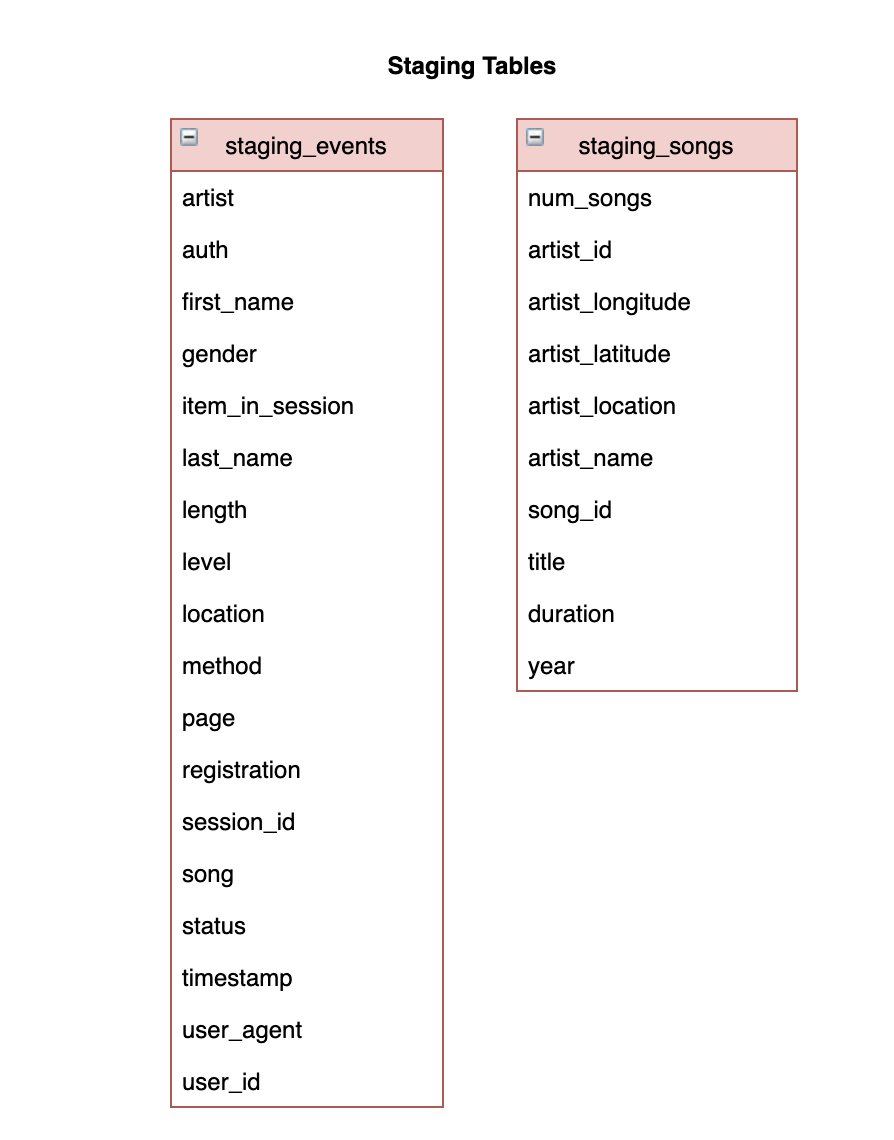 Staging Tables
staging_events
artist
auth
first_name
gender
item_in_session
last_name
length
level
location
method
page
registration
session_id
song
status
timestamp
user_agent
user_id
staging_songs
num_songs
artist_id
artist_longitude
artist_latitude
artist_location
artist_name
song_id
title
duration
year